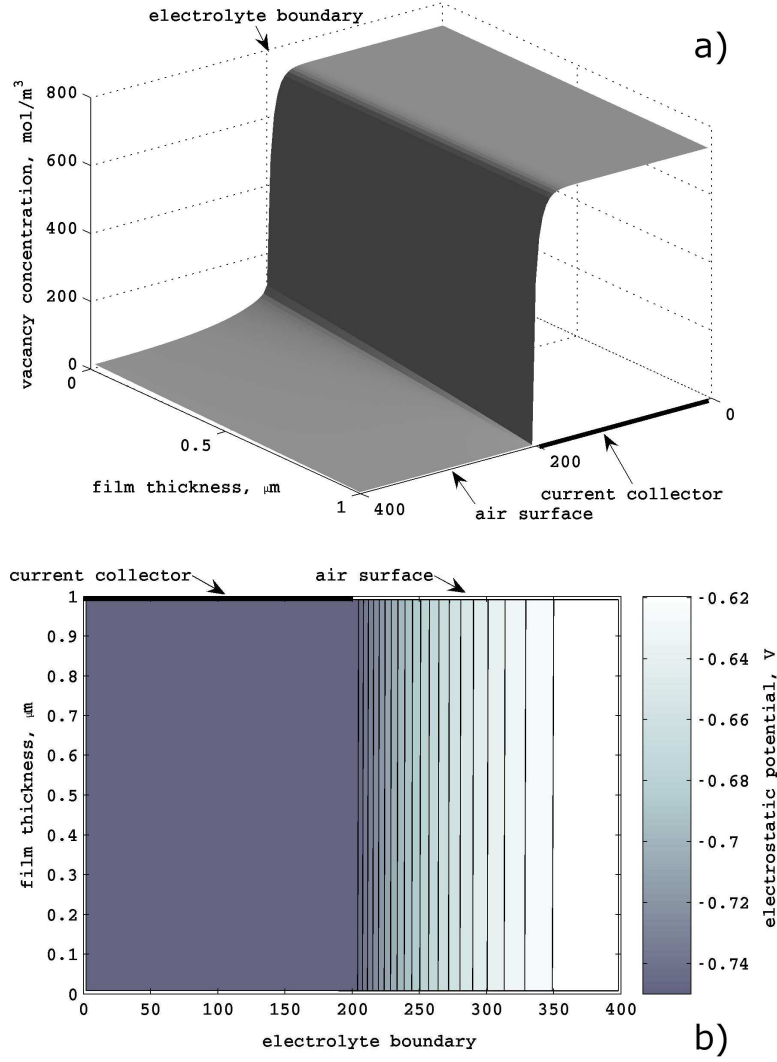 electrolyte boundary
a)
vacancy concentration, mol/m³
800
600
400
200
0
0
0.5
1
film thickness, μm
400
200
0
current collector
air surface
current collector
air surface
film thickness, μm
1
0.9
0.8
0.7
0.6
0.5
0.4
0.3
0.2
0.1
0
0 50 100 150 200 250 300 350 400
electrolyte boundary
-0.62
-0.64
-0.66
-0.68
-0.7
-0.72
-0.74
electrostatic potential, V
b)